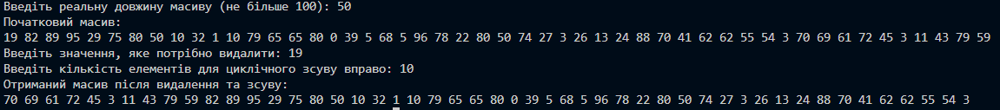 Введіть реальну довжину масиву (не більше 100): 50
Початковий масив:
19 82 89 95 29 75 80 50 10 32 1 10 79 65 65 80 0 39 5 68 5 96 78 22 80 50 74 27 3 26 13 24 88 70 41 62 62 55 54 3 70 69 61 72 45 3 11 43 79 59
Введіть значення, яке потрібно видалити: 19
Введіть кількість елементів для циклічного зсуву вправо: 10
Отриманий масив після видалення та зсуву:
70 69 61 72 45 3 11 43 79 59 82 89 95 29 75 80 50 10 32 1 10 79 65 65 80 0 39 5 68 5 96 78 22 80 50 74 27 3 26 13 24 88 70 41 62 62 55 54 3